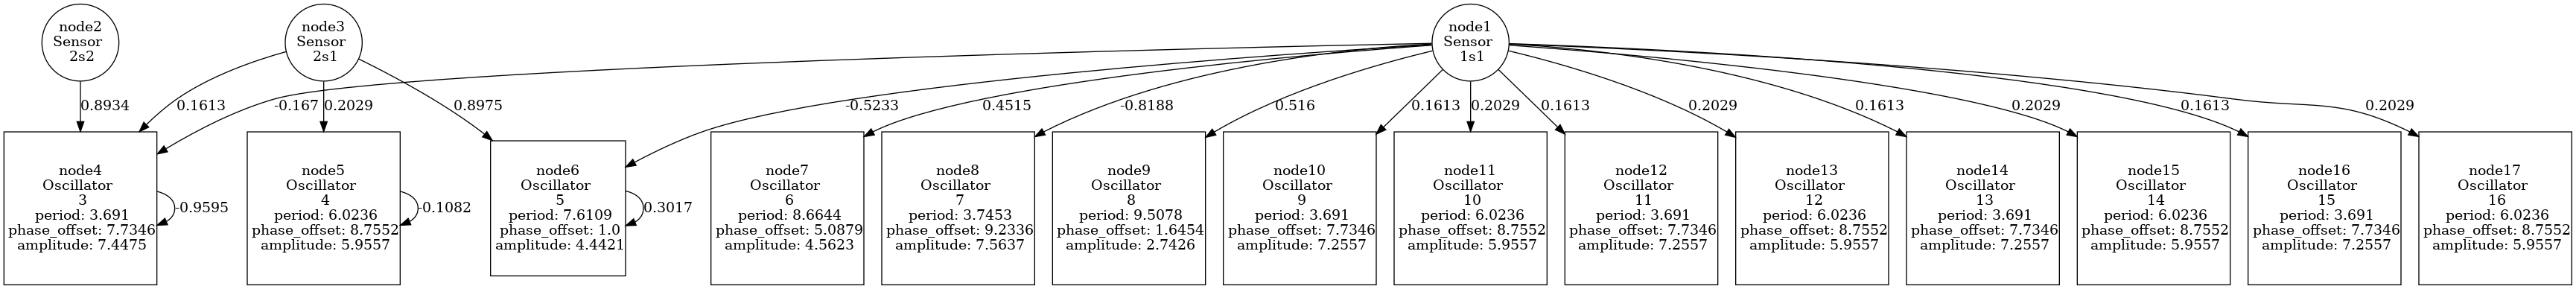 node2
Sensor
2s2
node3
Sensor
2s1
node1
Sensor
1s1
0.8934
0.1613
-0.167
0.2029
0.8975
-0.5233
0.4515
-0.8188
0.516
0.1613
0.2029
0.1613
0.2029
0.1613
0.2029
0.1613
0.2029
node4
Oscillator
3
period: 3.691
phase_offset: 7.7346
amplitude: 7.4475
-0.9595
node5
Oscillator
4
period: 6.0236
phase_offset: 8.7552
amplitude: 5.9557
-0.1082
node6
Oscillator
5
period: 7.6109
phase_offset: 1.0
amplitude: 4.4421
0.3017
node7
Oscillator
6
period: 8.6644
phase_offset: 5.0879
amplitude: 4.5623
node8
Oscillator
7
period: 3.7453
phase_offset: 9.2336
amplitude: 7.5637
node9
Oscillator
8
period: 9.5078
phase_offset: 1.6454
amplitude: 2.7426
node10
Oscillator
9
period: 3.691
phase_offset: 7.7346
amplitude: 7.2557
node11
Oscillator
10
period: 6.0236
phase_offset: 8.7552
amplitude: 5.9557
node12
Oscillator
11
period: 3.691
phase_offset: 7.7346
amplitude: 7.2557
node13
Oscillator
12
period: 6.0236
phase_offset: 8.7552
amplitude: 5.9557
node14
Oscillator
13
period: 3.691
phase_offset: 7.7346
amplitude: 7.2557
node15
Oscillator
14
period: 6.0236
phase_offset: 8.7552
amplitude: 5.9557
node16
Oscillator
15
period: 3.691
phase_offset: 7.7346
amplitude: 7.2557
node17
Oscillator
16
period: 6.0236
phase_offset: 8.7552
amplitude: 5.9557